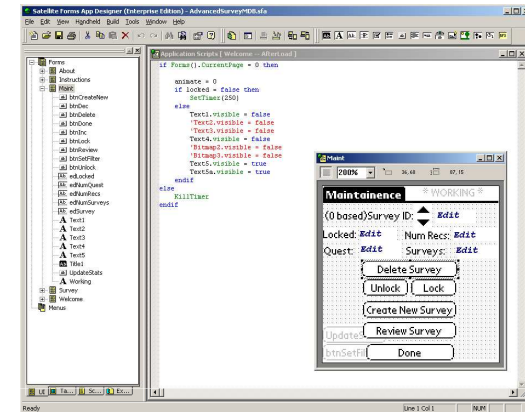 Satellite Forms App Designer (Enterprise Edition) - AdvancedSurveyMDB.sfa
File Edit View Handheld Build Tools Window Help
Forms
About
Instructions
Maint
btnCreateNew
btnDec
btnDelete
btnDone
btnInc
btnLock
btnReview
btnSetFilter
btnUnlock
edLocked
edNumQuest
edNumRecs
edNumSurveys
edSurvey
Text1
Text2
Text3
Text4
Text5
Title1
UpdateStats
Working
Survey
Welcome
Menus
UI Ta... Sc... Ex...
Application Scripts [ Welcome -- AfterLoad ]
if Forms().CurrentPage = 0 then
animate = 0
if locked = false then
SetTimer(250)
else
Text1.visible = false
'Text2.visible = false
'Text3.visible = false
Text4.visible = false
'Bitmap2.visible = false
'Bitmap3.visible = false
Text5.visible = true
Text5a.visible = true
endif
else
KillTimer
endif
Maint
200%
Maintainence * WORKING *
(0 based)Survey ID: Edit
Locked: Edit Num Recs: Edit
Quest: Edit Surveys: Edit
Delete Survey
Unlock Lock
Create New Survey
Review Survey
Done
Ready
Line 1 Col 1 NUM